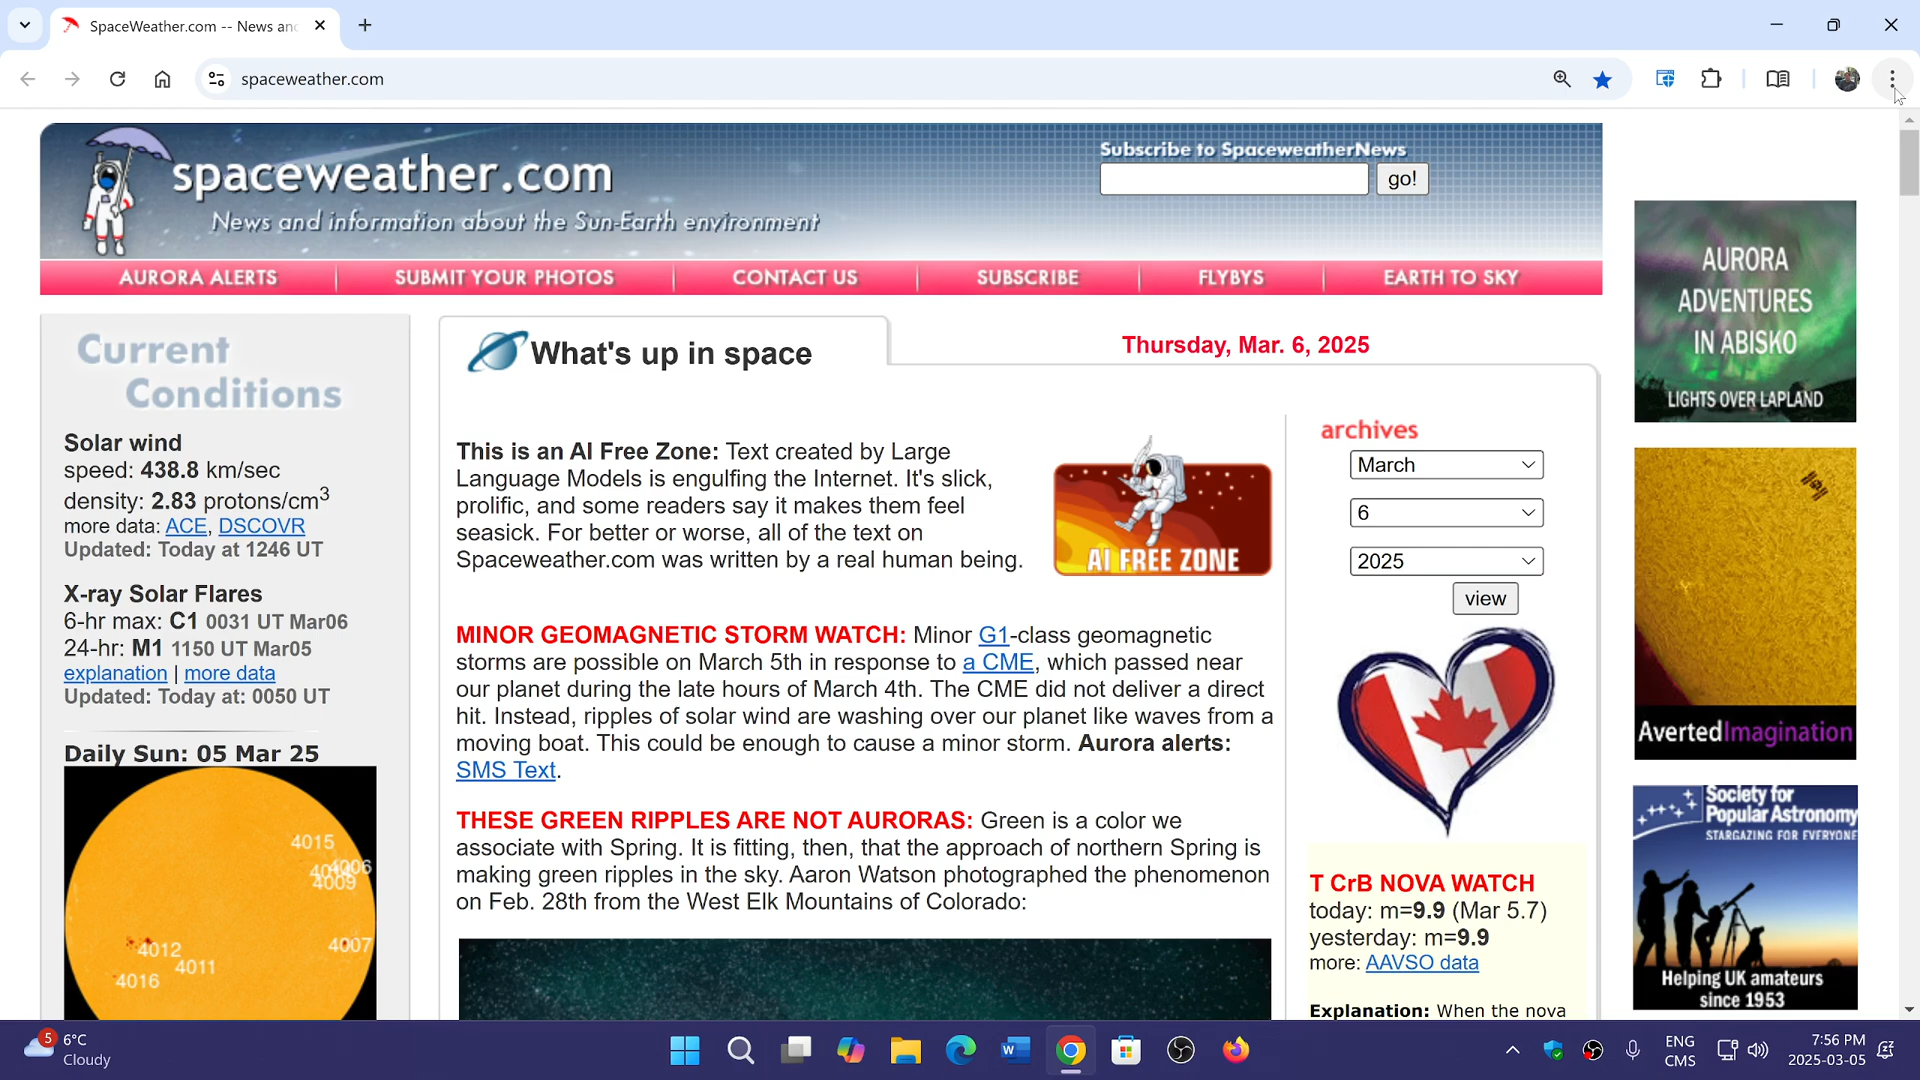 SpaceWeather.com -- News and
spaceweather.com
spaceweather.com
News and information about the Sun-Earth environment
Subscribe to SpaceweatherNews
go!
AURORA ALERTS
SUBMIT YOUR PHOTOS
CONTACT US
SUBSCRIBE
FLYBYS
EARTH TO SKY
Current
Conditions
Solar wind
speed: 438.8 km/sec
density: 2.83 protons/cm3
more data: ACE, DSCOVR
Updated: Today at 1246 UT
X-ray Solar Flares
6-hr max: C1 0031 UT Mar06
24-hr: M1 1150 UT Mar05
explanation | more data
Updated: Today at: 0050 UT
Daily Sun: 05 Mar 25
4015
4006
4009
4007
4012
4011
4016
What's up in space
Thursday, Mar. 6, 2025
This is an AI Free Zone: Text created by Large
Language Models is engulfing the Internet. It's slick,
prolific, and some readers say it makes them feel
seasick. For better or worse, all of the text on
Spaceweather.com was written by a real human being.
AI FREE ZONE
MINOR GEOMAGNETIC STORM WATCH: Minor G1-class geomagnetic
storms are possible on March 5th in response to a CME, which passed near
our planet during the late hours of March 4th. The CME did not deliver a direct
hit. Instead, ripples of solar wind are washing over our planet like waves from a
moving boat. This could be enough to cause a minor storm. Aurora alerts:
SMS Text.
THESE GREEN RIPPLES ARE NOT AURORAS: Green is a color we
associate with Spring. It is fitting, then, that the approach of northern Spring is
making green ripples in the sky. Aaron Watson photographed the phenomenon
on Feb. 28th from the West Elk Mountains of Colorado:
archives
March
6
2025
view
T CrB NOVA WATCH
today: m=9.9 (Mar 5.7)
yesterday: m=9.9
more: AAVSO data
Explanation: When the nova
AURORA
ADVENTURES
IN ABISKO
LIGHTS OVER LAPLAND
AvertedImagination
Society for
Popular Astronomy
STARGAZING FOR EVERYONE
Helping UK amateurs
since 1953
5
6°C
Cloudy
ENG
CMS
7:56 PM
2025-03-05